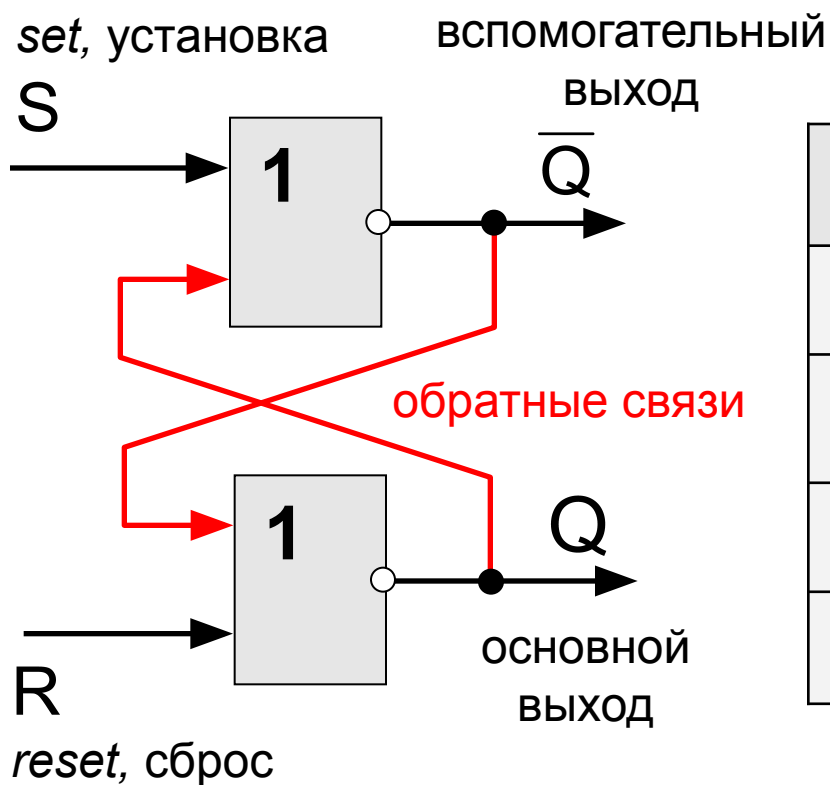 set, установка
вспомогательный
выход
S
1
Q̅
обратные связи
1
Q
основной
выход
R
reset, сброс